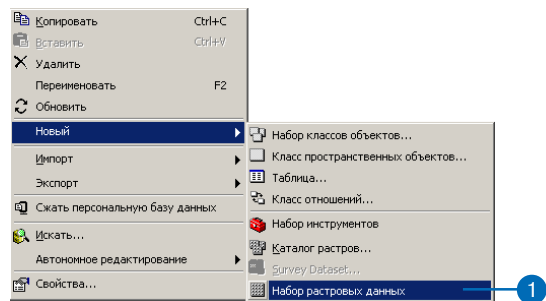 Копировать Ctrl+C
Вставить Ctrl+V
Удалить
Переименовать F2
Обновить
Новый
Импорт
Экспорт
Сжать персональную базу данных
Искать...
Автономное редактирование
Свойства...
Набор классов объектов...
Класс пространственных объектов...
Таблица...
Класс отношений...
Набор инструментов
Каталог растров...
Survey Dataset...
Набор растровых данных
1